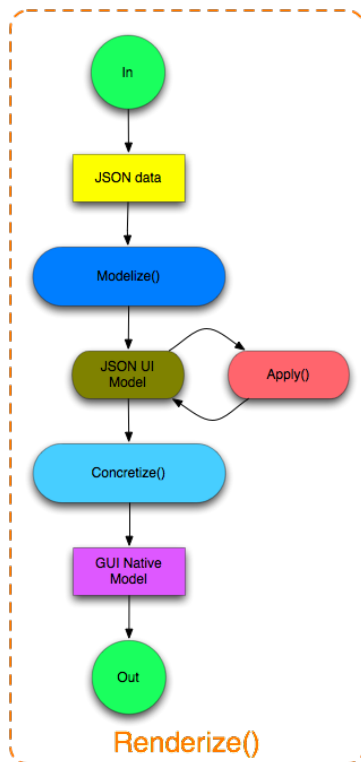 In
JSON data
Modelize()
JSON UI
Model
Apply()
Concretize()
GUI Native
Model
Out
Renderize()